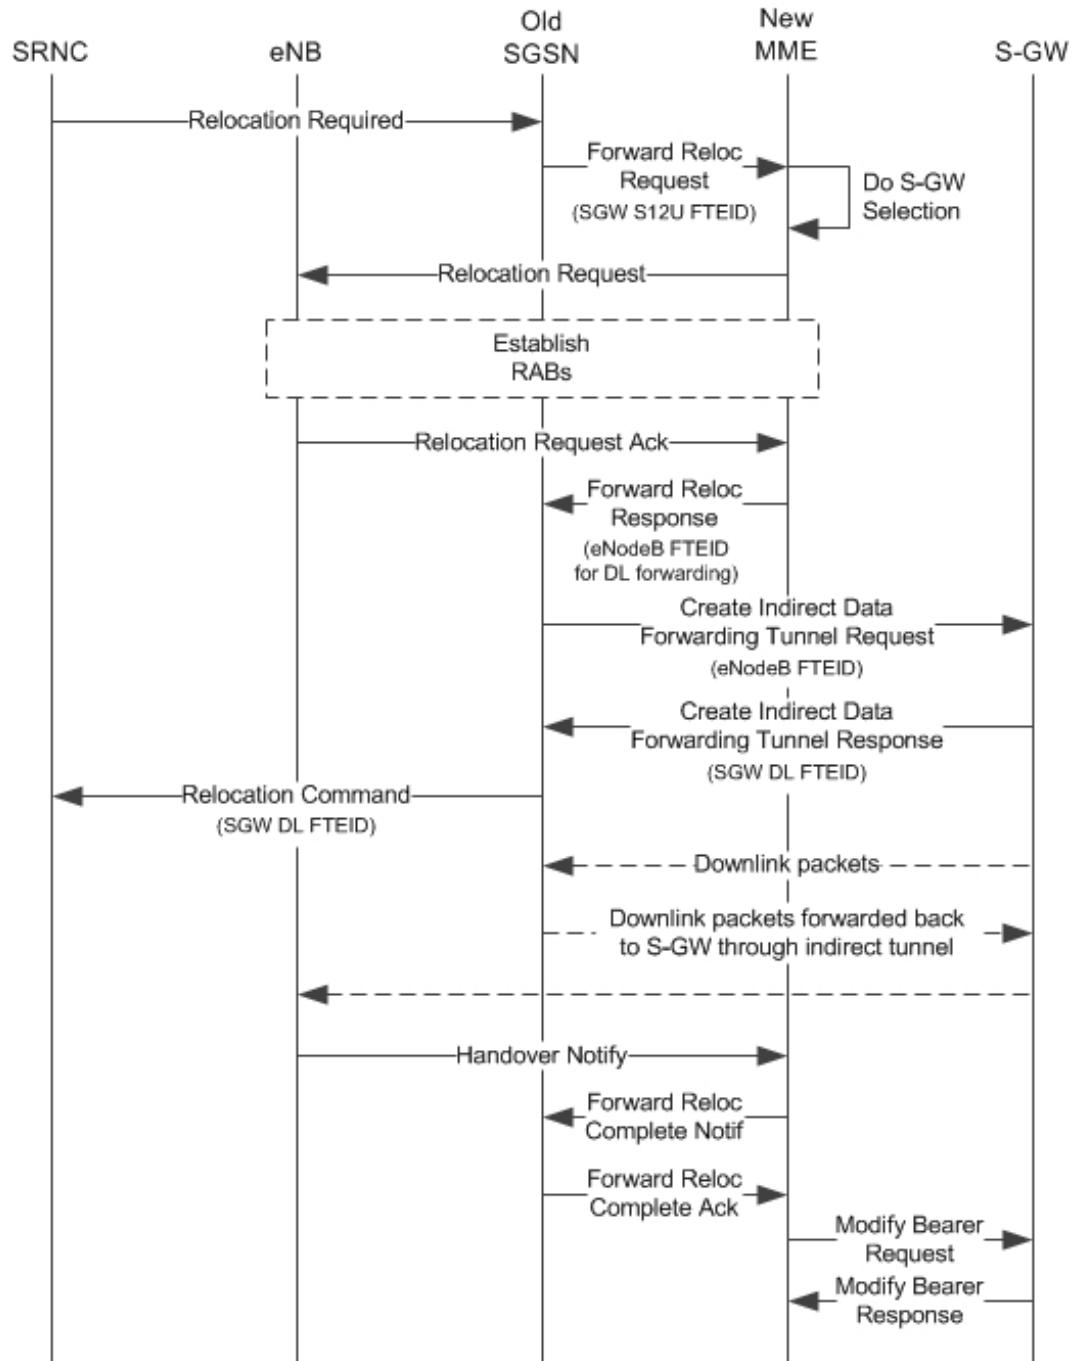 Old
New
SRNC
eNB
SGSN
MME
S-GW
Relocation Required
Forward Reloc
Request
(SGW S12U FTEID)
Do S-GW
Selection
Relocation Request
Establish
RABs
Relocation Request Ack
Forward Reloc
Response
(eNodeB FTEID
for DL forwarding)
Create Indirect Data
Forwarding Tunnel Request
(eNodeB FTEID)
Create Indirect Data
Forwarding Tunnel Response
(SGW DL FTEID)
Relocation Command
(SGW DL FTEID)
Downlink packets
Downlink packets forwarded back
to S-GW through indirect tunnel
Handover Notify
Forward Reloc
Complete Notif
Forward Reloc
Complete Ack
Modify Bearer
Request
Modify Bearer
Response